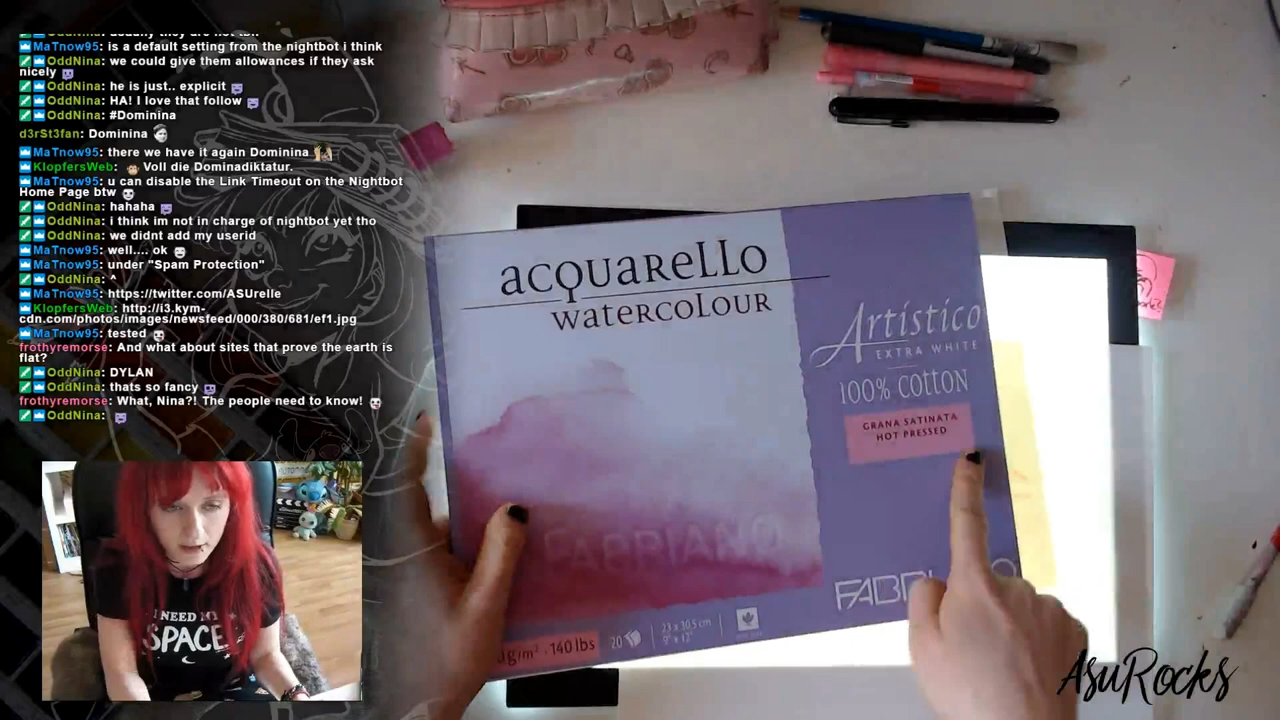 MaTnow95: is a default setting from the nightbot i think
OddNina: we could give them allowances if they ask
nicely
OddNina: he is just.. explicit
OddNina: HA! I love that follow
OddNina: #Dominina
d3rSt3fan: Dominina
MaTnow95: there we have it again Dominina
KlopfersWeb: Voll die Dominadiktatur.
MaTnow95: u can disable the Link Timeout on the Nightbot
Home Page btw
OddNina: hahaha
OddNina: i think im not in charge of nightbot yet tho
OddNina: we didnt add my userid
MaTnow95: well.... ok
MaTnow95: under "Spam Protection"
OddNina: ^
MaTnow95: https://twitter.com/ASUrelle
KlopfersWeb: http://i3.kym-
cdn.com/photos/images/newsfeed/000/380/681/ef1.jpg
MaTnow95: tested
frothyremorse: And what about sites that prove the earth is
flat?
OddNina: DYLAN
OddNina: thats so fancy
frothyremorse: What, Nina?! The people need to know!
OddNina:
acquarello
watercolour
Artistico
EXTRA WHITE
100% COTTON
GRANA SATINATA
HOT PRESSED
FABRIANO
g/m² · 140 lbs
20
23 x 30,5 cm
9" x 12"
I NEED MY
SPACE
AsuRocks